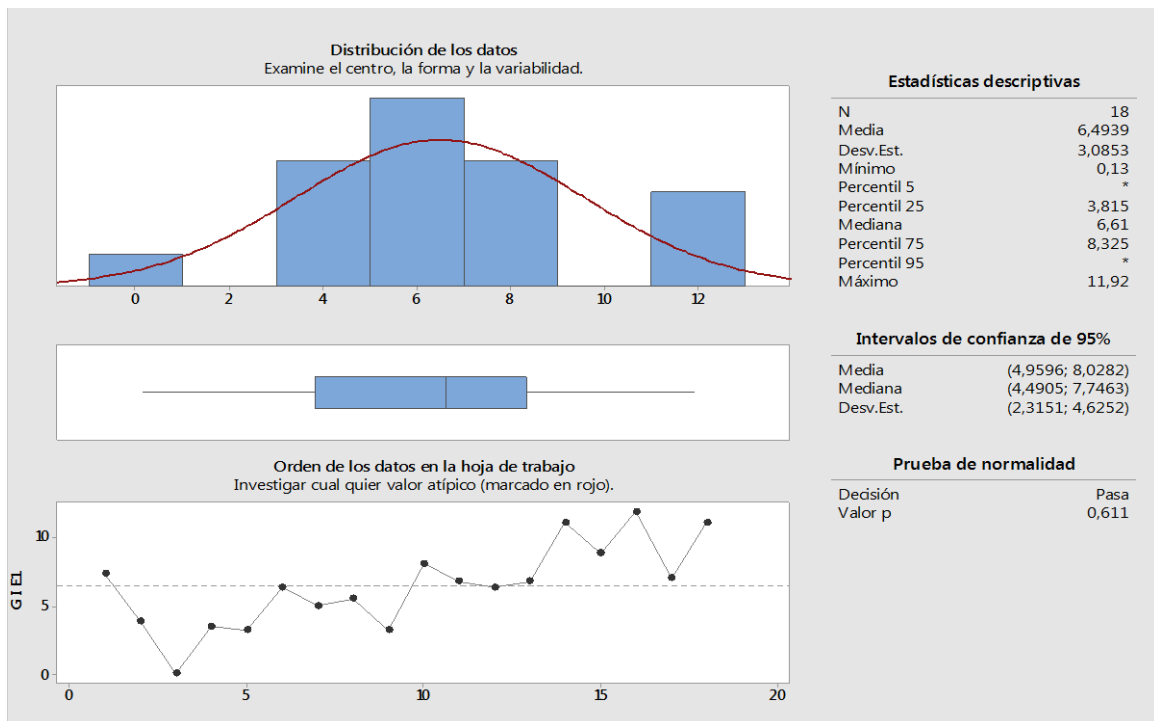 Distribución de los datos
Examine el centro, la forma y la variabilidad.
0 2 4 6 8 10 12
Orden de los datos en la hoja de trabajo
Investigar cual quier valor atípico (marcado en rojo).
10
5
0
G I E1
0 5 10 15 20
Estadísticas descriptivas
N 18
Media 6,4939
Desv.Est. 3,0853
Mínimo 0,13
Percentil 5 *
Percentil 25 3,815
Mediana 6,61
Percentil 75 8,325
Percentil 95 *
Máximo 11,92
Intervalos de confianza de 95%
Media (4,9596; 8,0282)
Mediana (4,4905; 7,7463)
Desv.Est. (2,3151; 4,6252)
Prueba de normalidad
Decisión Pasa
Valor p 0,611